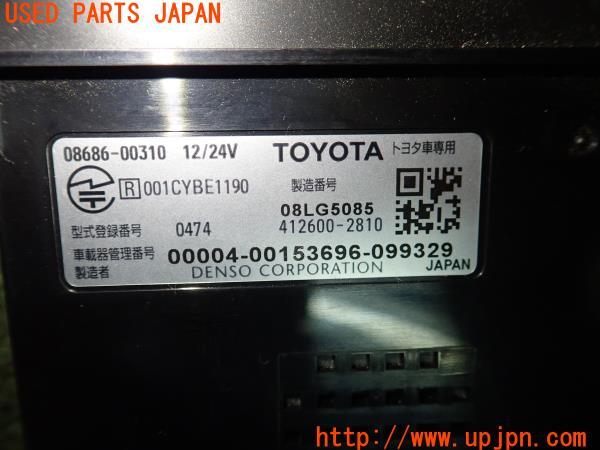 USED PARTS JAPAN
08686-00310 12/24V TOYOTA トヨタ車専用
R 001CYBE1190 製造番号
08LG5085
型式登録番号 0474 412600-2810
車載器管理番号 00004-00153696-099329
製造者 DENSO CORPORATION JAPAN
http://www.upjpn.com